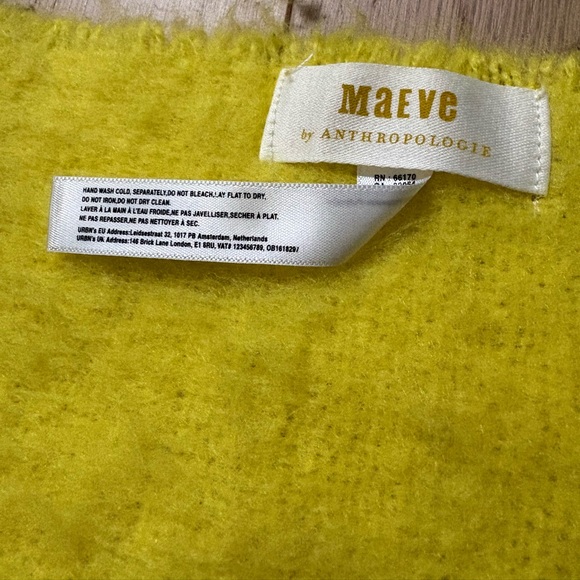 MaEVe
by ANTHROPOLOGIE
RN : 66170
HAND WASH COLD, SEPARATELY,DO NOT BLEACH,LAY FLAT TO DRY,
DO NOT IRON,DO NOT DRY CLEAN.
LAVER À LA MAIN À L'EAU FROIDE,NE PAS JAVELLISER,SECHER À PLAT.
NE PAS REPASSER,NE PAS NETTOYER À SEC.
URBN's EU Address:Leidsestraat 32, 1017 PB Amsterdam, Netherlands
URBN's UK Address:146 Brick Lane London, E1 6RU, VAT# 123456789, OB161829/